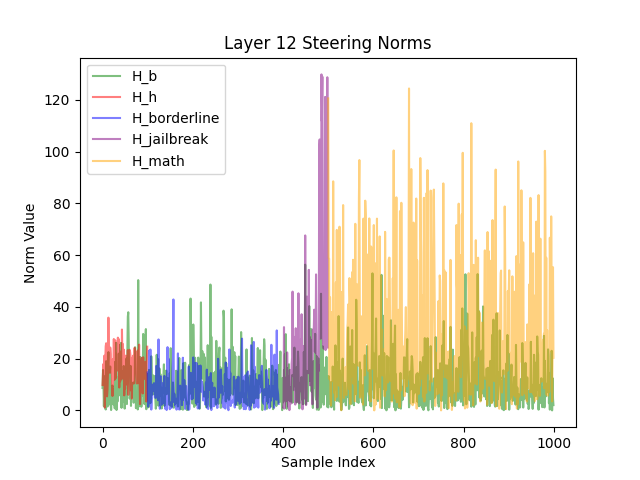 Layer 12 Steering Norms
H_b
H_h
H_borderline
H_jailbreak
H_math
Norm Value
120
100
80
60
40
20
0
0 200 400 600 800 1000
Sample Index